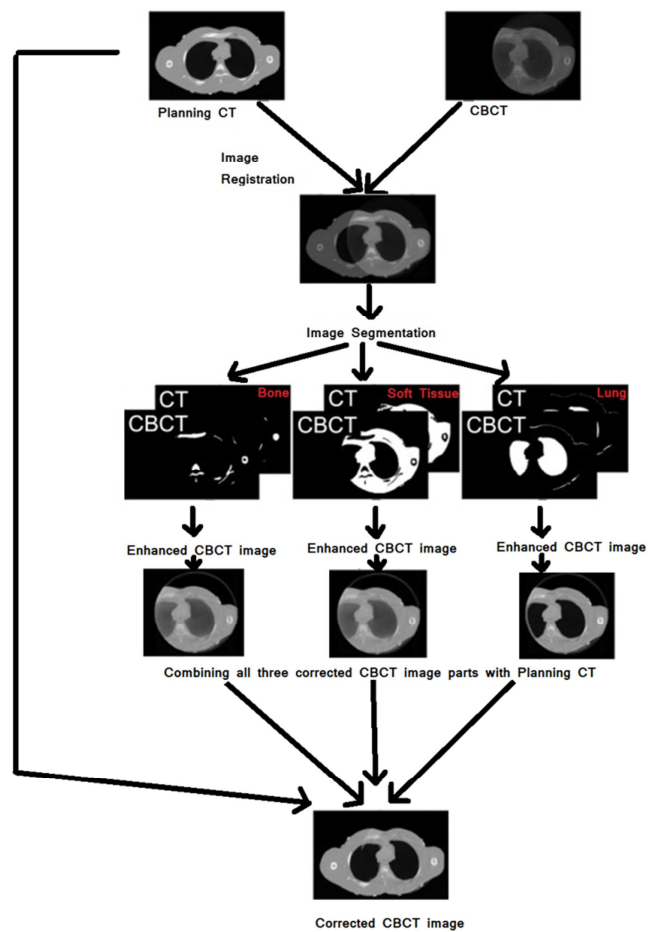 Planning CT
CBCT
Image
Registration
Image Segmentation
CT
Bone
CBCT
CT
Soft Tissue
CBCT
CT
Lung
CBCT
Enhanced CBCT image
Enhanced CBCT image
Enhanced CBCT image
Combining all three corrected CBCT image parts with Planning CT
Corrected CBCT image